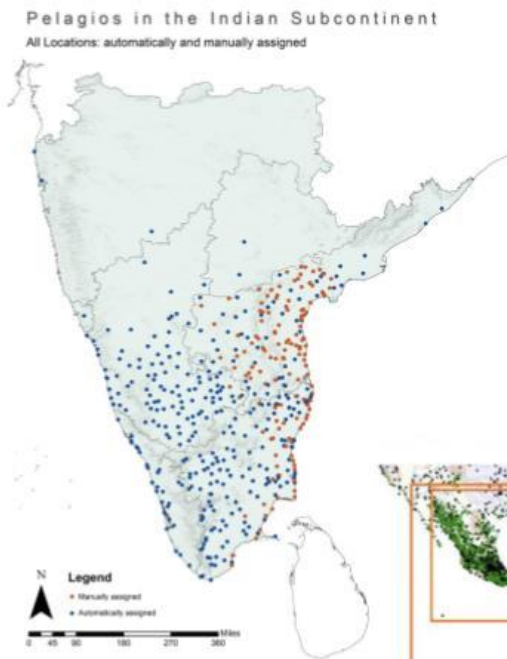 Pelagios in the Indian Subcontinent
All Locations: automatically and manually assigned
N
Legend
Manually assigned
Automatically assigned
0 45 90 180 270 360 Miles